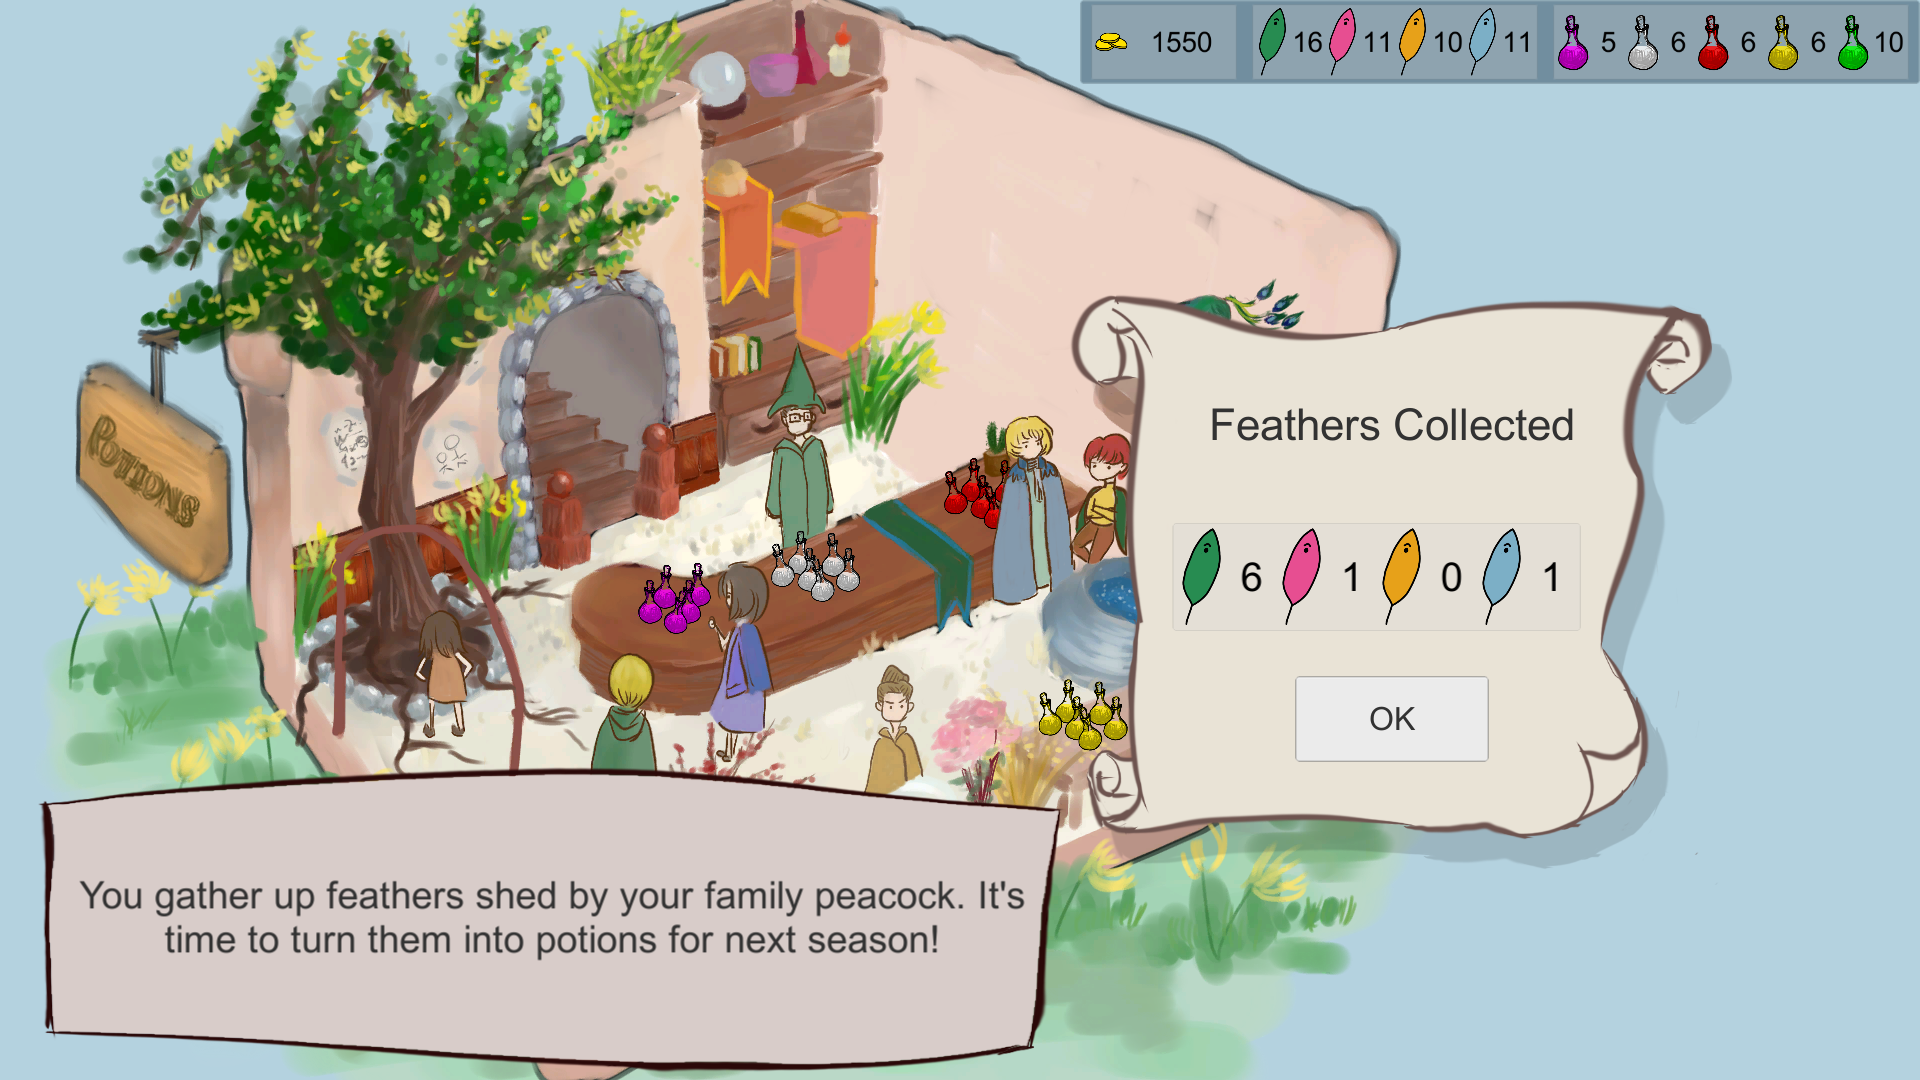 1550 16 11 10 11 5 6 6 6 10
POTIONS
Feathers Collected
6 1 0 1
OK
You gather up feathers shed by your family peacock. It's
time to turn them into potions for next season!